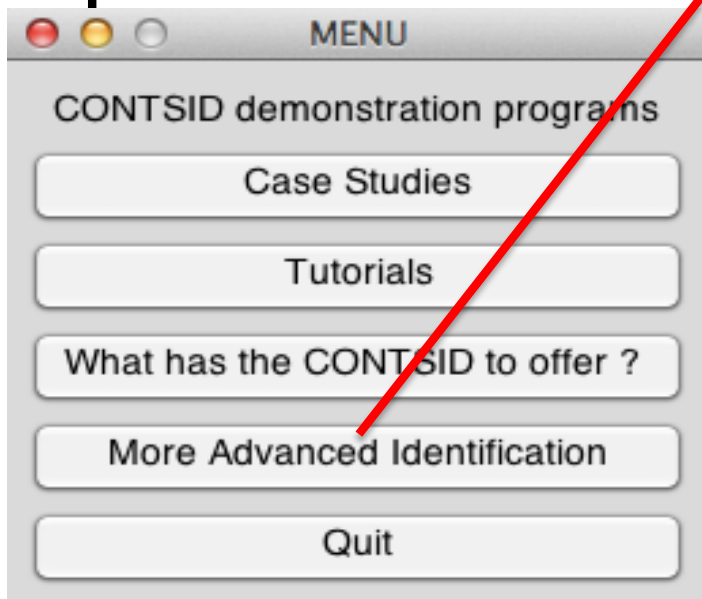 MENU
CONTSID demonstration programs
Case Studies
Tutorials
What has the CONTSID to offer ?
More Advanced Identification
Quit